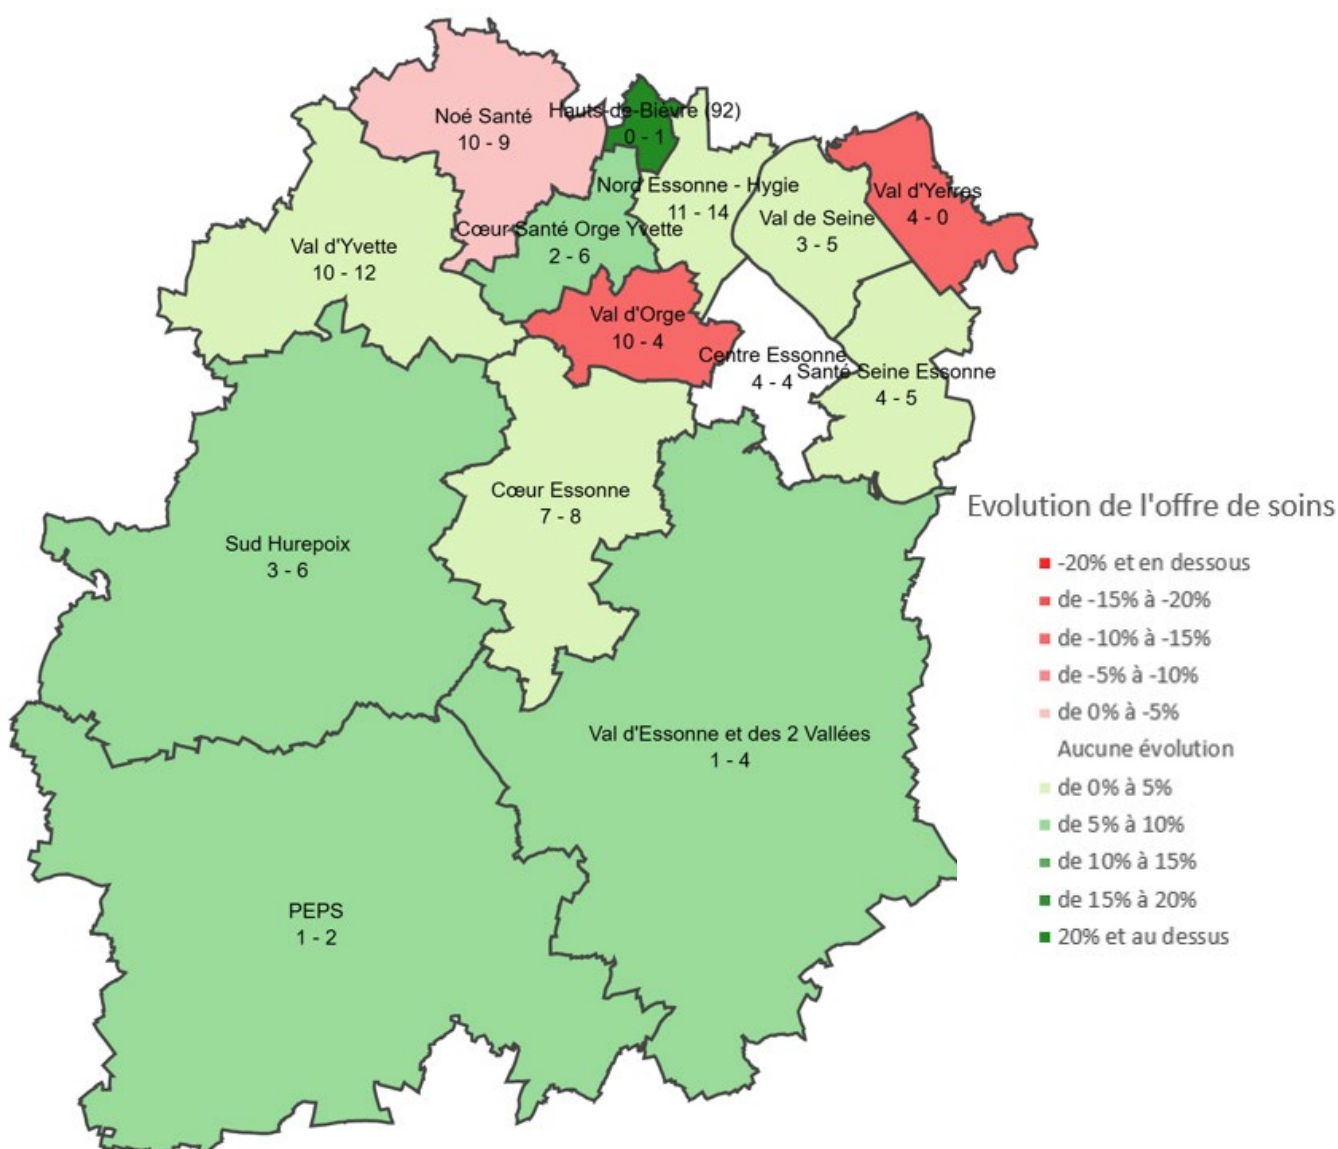 Noé Santé
10 - 9
Hauts-de-Bièvre (92)
0 - 1
Nord Essonne - Hygie
11 - 14
Val d'Yerres
4 - 0
Val de Seine
3 - 5
Cœur Santé Orge Yvette
2 - 6
Val d'Yvette
10 - 12
Val d'Orge
10 - 4
Centre Essonne
4 - 4
Santé Seine Essonne
4 - 5
Cœur Essonne
7 - 8
Sud Hurepoix
3 - 6
Val d'Essonne et des 2 Vallées
1 - 4
PEPS
1 - 2
Evolution de l'offre de soins
-20% et en dessous
de -15% à -20%
de -10% à -15%
de -5% à -10%
de 0% à -5%
Aucune évolution
de 0% à 5%
de 5% à 10%
de 10% à 15%
de 15% à 20%
20% et au dessus